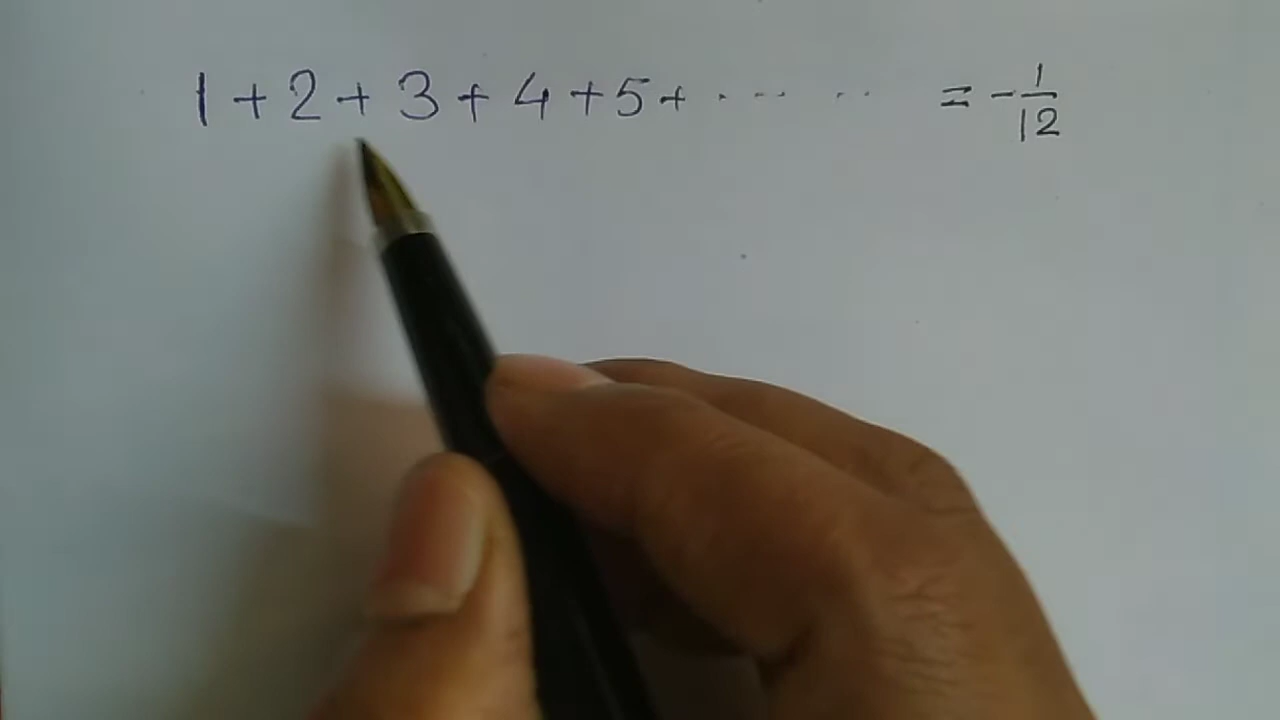 1 + 2 + 3 + 4 + 5 + ..... = -1/12